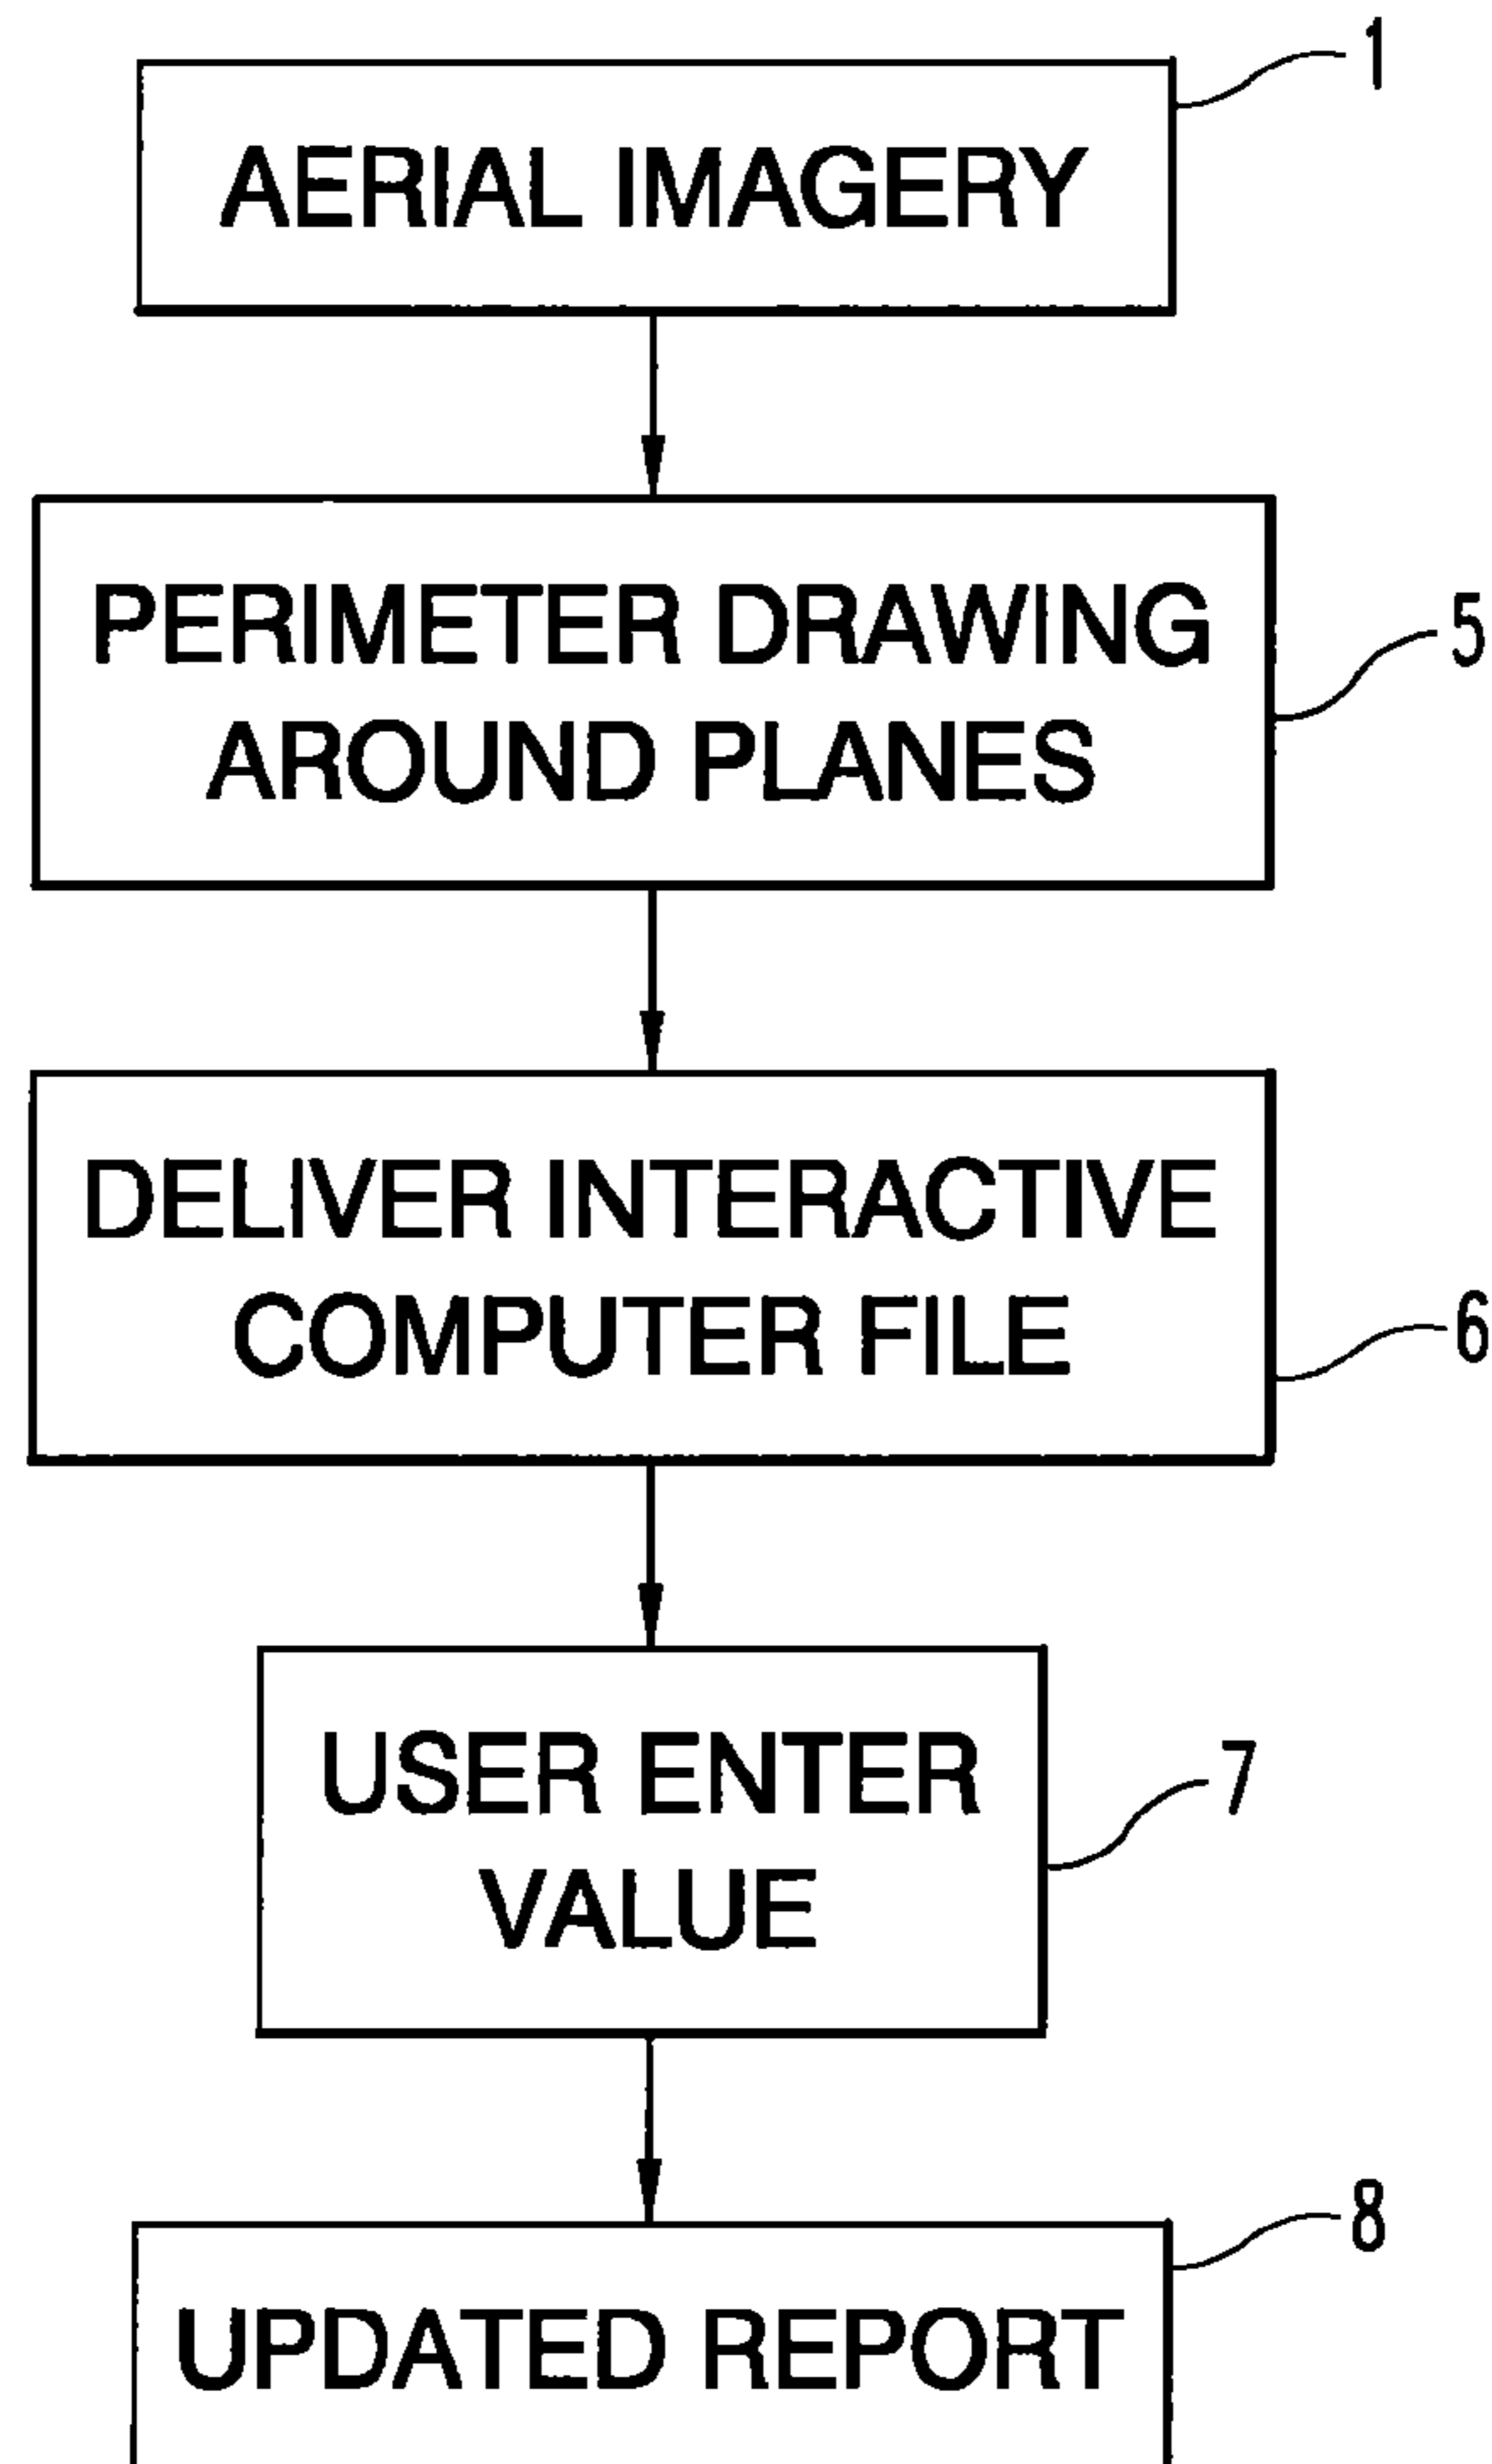 1
AERIAL IMAGERY
PERIMETER DRAWING
5
AROUND PLANES
DELIVER INTERACTIVE
COMPUTER FILE
6
USER ENTER
7
VALUE
8
UPDATED REPORT